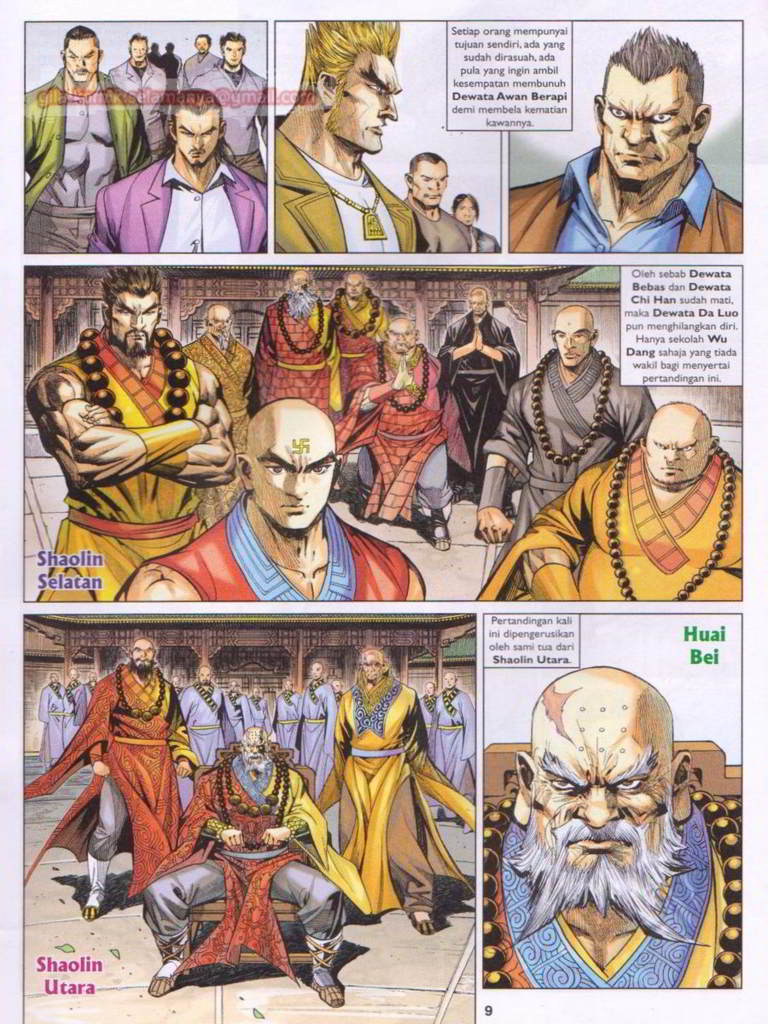 gilakomikselamanya@ymail.com
Setiap orang mempunyai
tujuan sendiri, ada yang
sudah dirasuah, ada
pula yang ingin ambil
kesempatan membunuh
Dewata Awan Berapi
demi membela kematian
kawannya.
Oleh sebab Dewata
Bebas dan Dewata
Chi Han sudah mati,
maka Dewata Da Luo
pun menghilangkan diri.
Hanya sekolah Wu
Dang sahaja yang tiada
wakil bagi menyertai
pertandingan ini.
Shaolin
Selatan
Pertandingan kali
ini dipengerusikan
oleh sami tua dari
Shaolin Utara.
Huai
Bei
Shaolin
Utara
9